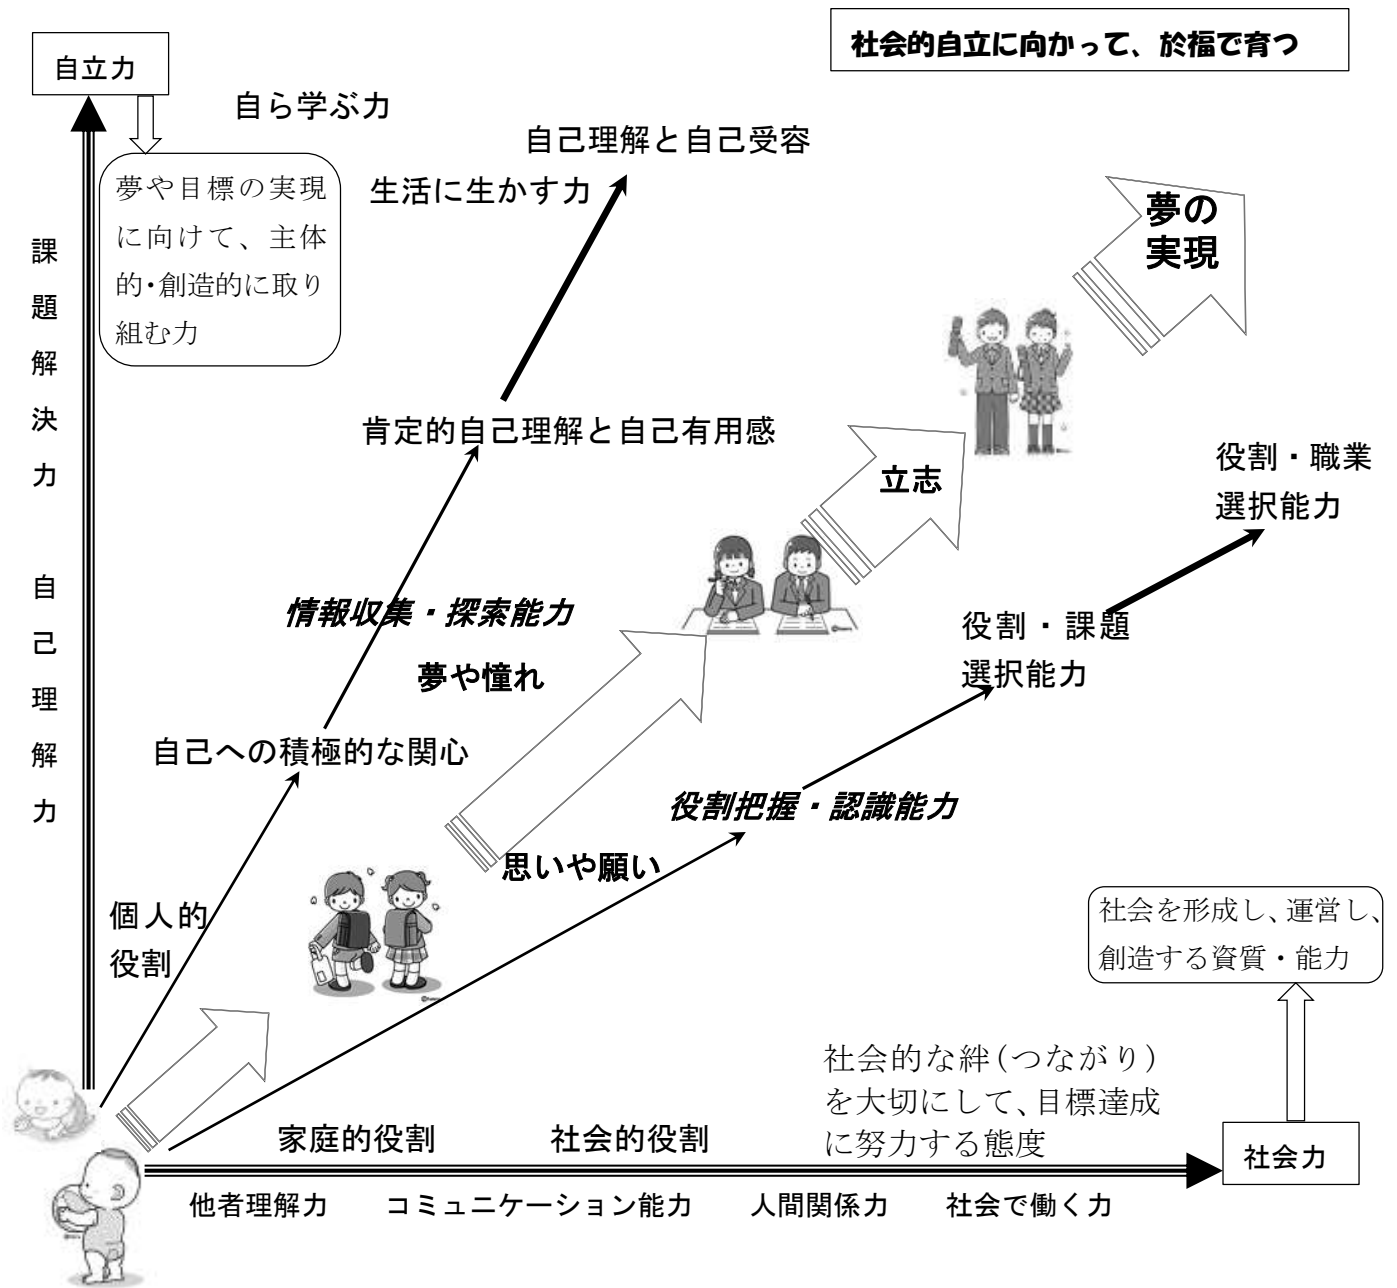 社会的自立に向かって、於福で育つ
自立力
自ら学ぶ力
自己理解と自己受容
生活に生かす力
夢や目標の実現
に向けて、主体
的・創造的に取り
組む力
課題解決力
自己理解力
夢の
実現
肯定的自己理解と自己有用感
立志
役割・職業
選択能力
情報収集・探索能力
役割・課題
選択能力
夢や憧れ
自己への積極的な関心
役割把握・認識能力
思いや願い
個人的
役割
社会を形成し、運営し、
創造する資質・能力
社会的な絆(つながり)
を大切にして、目標達成
に努力する態度
家庭的役割
社会的役割
社会力
他者理解力
コミュニケーション能力
人間関係力
社会で働く力